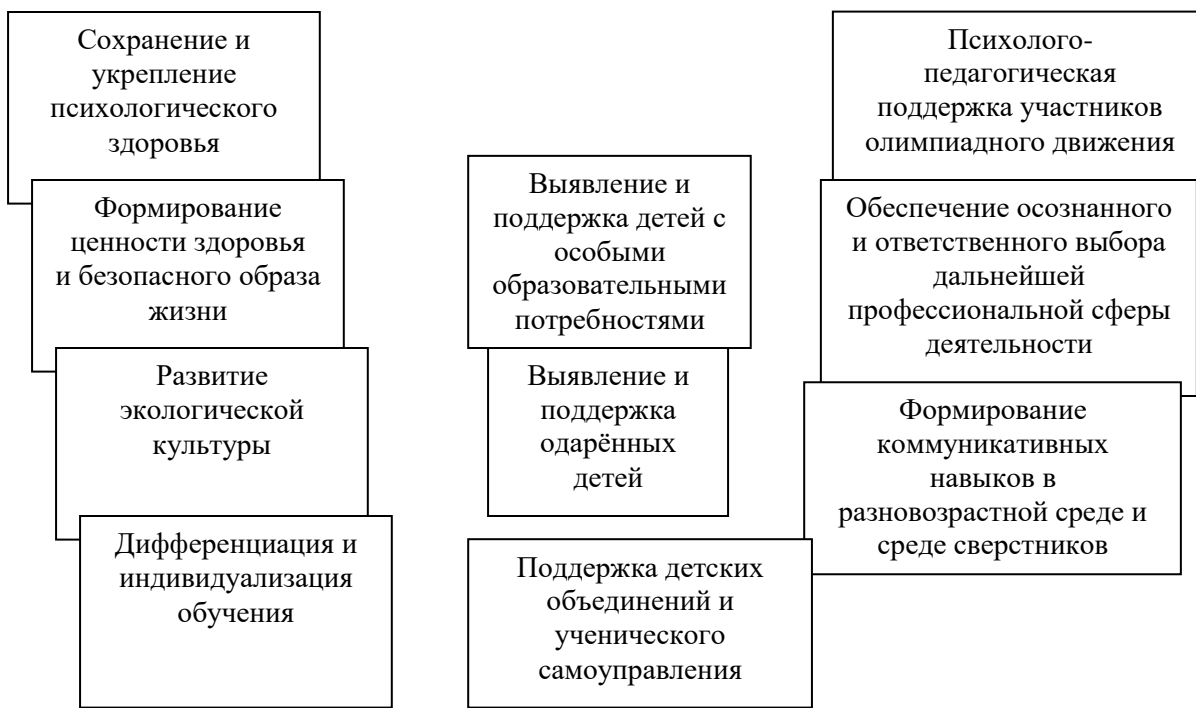 Сохранение и
укрепление
психологического
здоровья
Формирование
ценности здоровья
и безопасного образа
жизни
Развитие
экологической
культуры
Дифференциация и
индивидуализация
обучения
Выявление и
поддержка детей с
особыми
образовательными
потребностями
Выявление и
поддержка
одарённых
детей
Поддержка детских
объединений и
ученического
самоуправления
Психолого-
педагогическая
поддержка участников
олимпиадного движения
Обеспечение осознанного
и ответственного выбора
дальнейшей
профессиональной сферы
деятельности
Формирование
коммуникативных
навыков в
разновозрастной среде и
среде сверстников